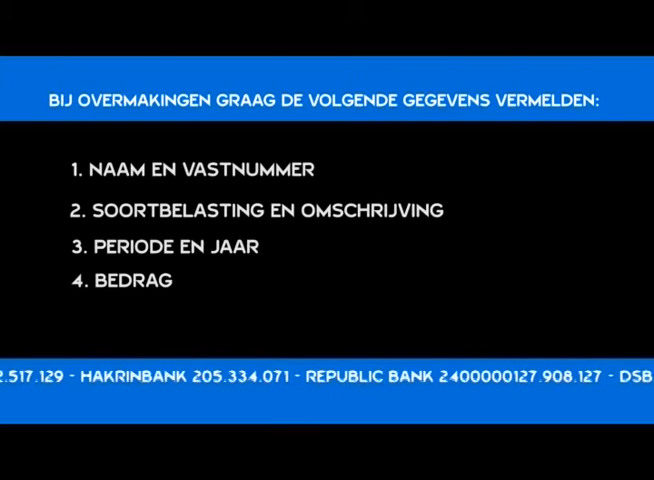 BIJ OVERMAKINGEN GRAAG DE VOLGENDE GEGEVENS VERMELDEN:
1. NAAM EN VASTNUMMER
2. SOORTBELASTING EN OMSCHRIJVING
3. PERIODE EN JAAR
4. BEDRAG
2.517.129 - HAKRINBANK 205.334.071 - REPUBLIC BANK 2400000127.908.127 - DSB